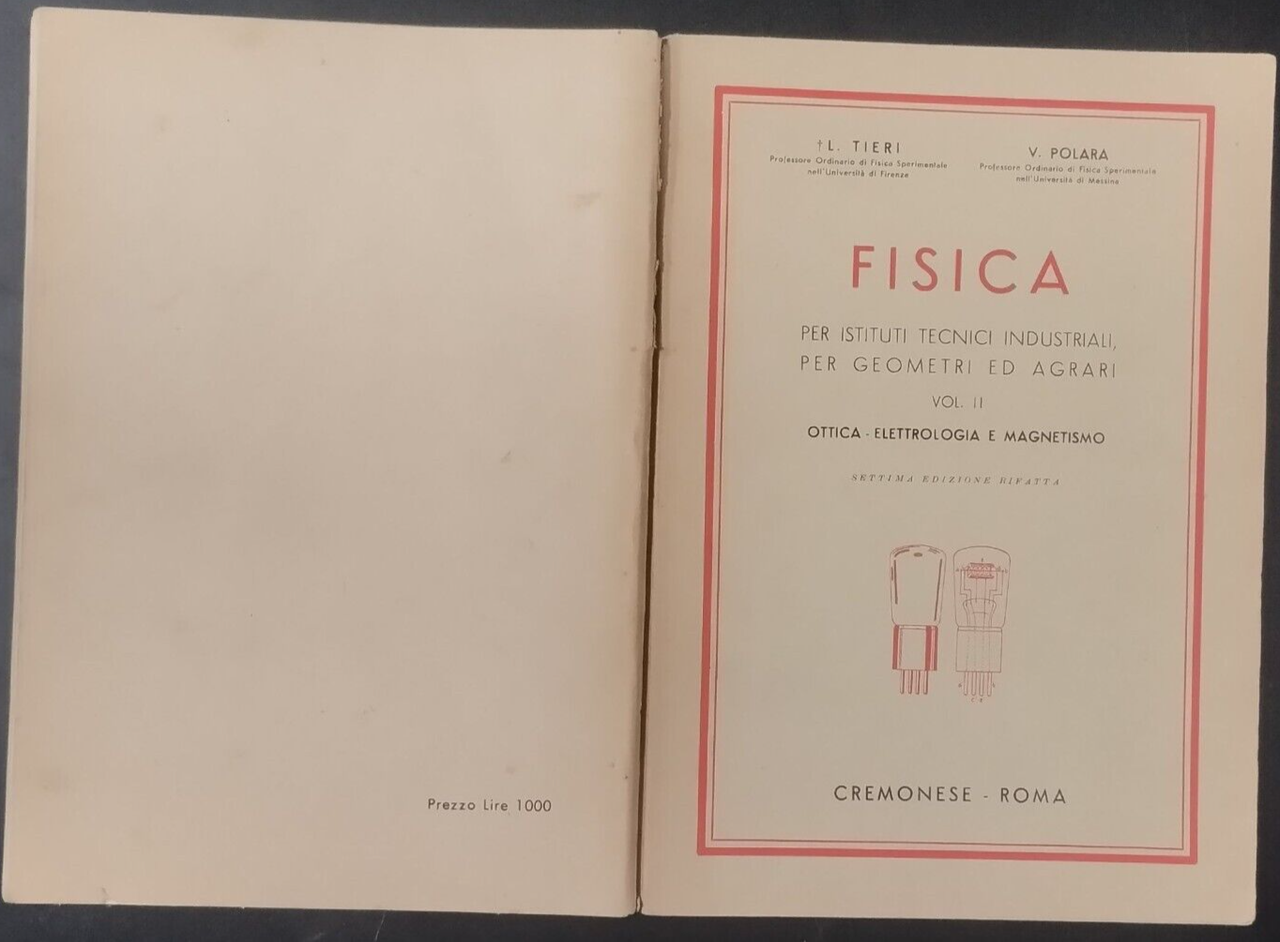 Prezzo Lire 1000
†L. TIERI
Professore Ordinario di Fisica Sperimentale
nell'Università di Firenze
V. POLARA
Professore Ordinario di Fisica Sperimentale
nell'Università di Messina
FISICA
PER ISTITUTI TECNICI INDUSTRIALI,
PER GEOMETRI ED AGRARI
VOL. II
OTTICA - ELETTROLOGIA E MAGNETISMO
SETTIMA EDIZIONE RIFATTA
CREMONESE - ROMA